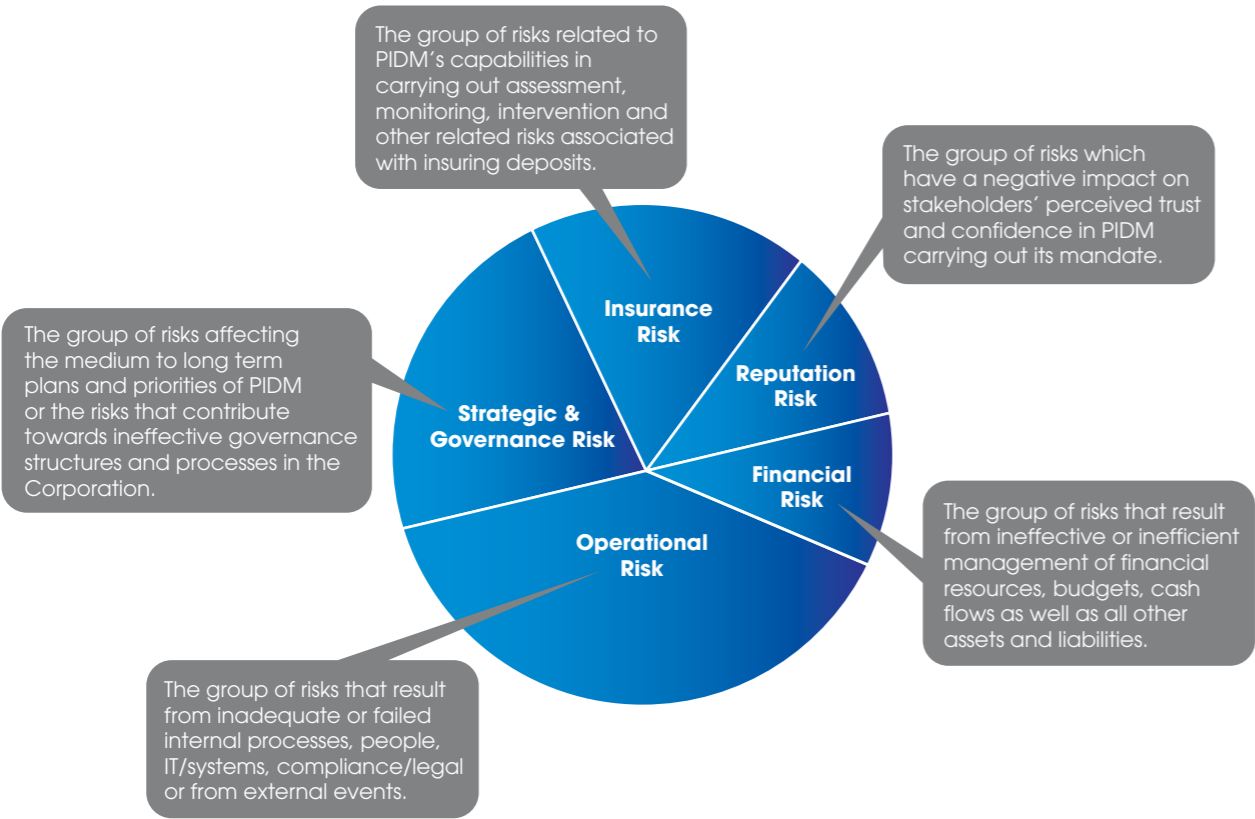 The group of risks related to
PIDM's capabilities in
carrying out assessment,
monitoring, intervention and
other related risks associated
with insuring deposits.
The group of risks which
have a negative impact on
stakeholders' perceived trust
and confidence in PIDM
carrying out its mandate.
Insurance
Risk
Reputation
Risk
The group of risks affecting
the medium to long term
plans and priorities of PIDM
or the risks that contribute
towards ineffective governance
structures and processes in the
Corporation.
Strategic &
Governance Risk
Financial
Risk
The group of risks that result
from ineffective or inefficient
management of financial
resources, budgets, cash
flows as well as all other
assets and liabilities.
Operational
Risk
The group of risks that result
from inadequate or failed
internal processes, people,
IT/systems, compliance/legal
or from external events.